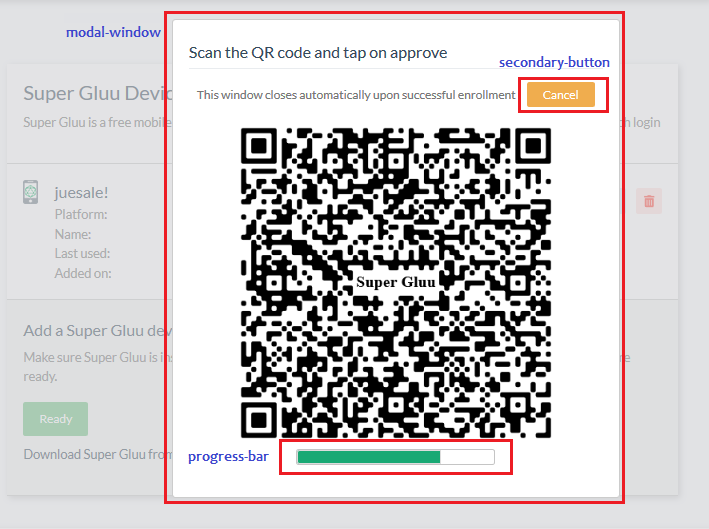 modal-window
Scan the QR code and tap on approve
secondary-button
Super Gluu Devic
This window closes automatically upon successful enrollment
Cancel
Super Gluu is a free mobile
login
juesale!
Platform:
Name:
Last used:
Added on:
Super Gluu
Add a Super Gluu dev
Make sure Super Gluu is ins
re
ready.
Ready
Download Super Gluu from
progress-bar